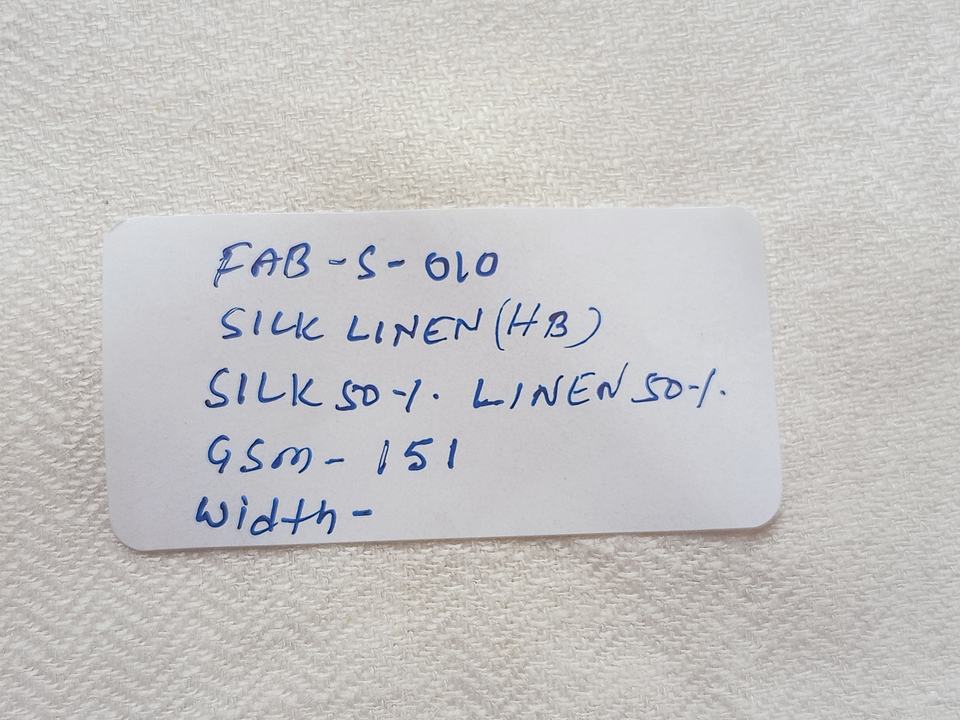 FAB-S-010
SILK LINEN (HB)
SILK 50%. LINEN 50%.
GSM- 151
Width-